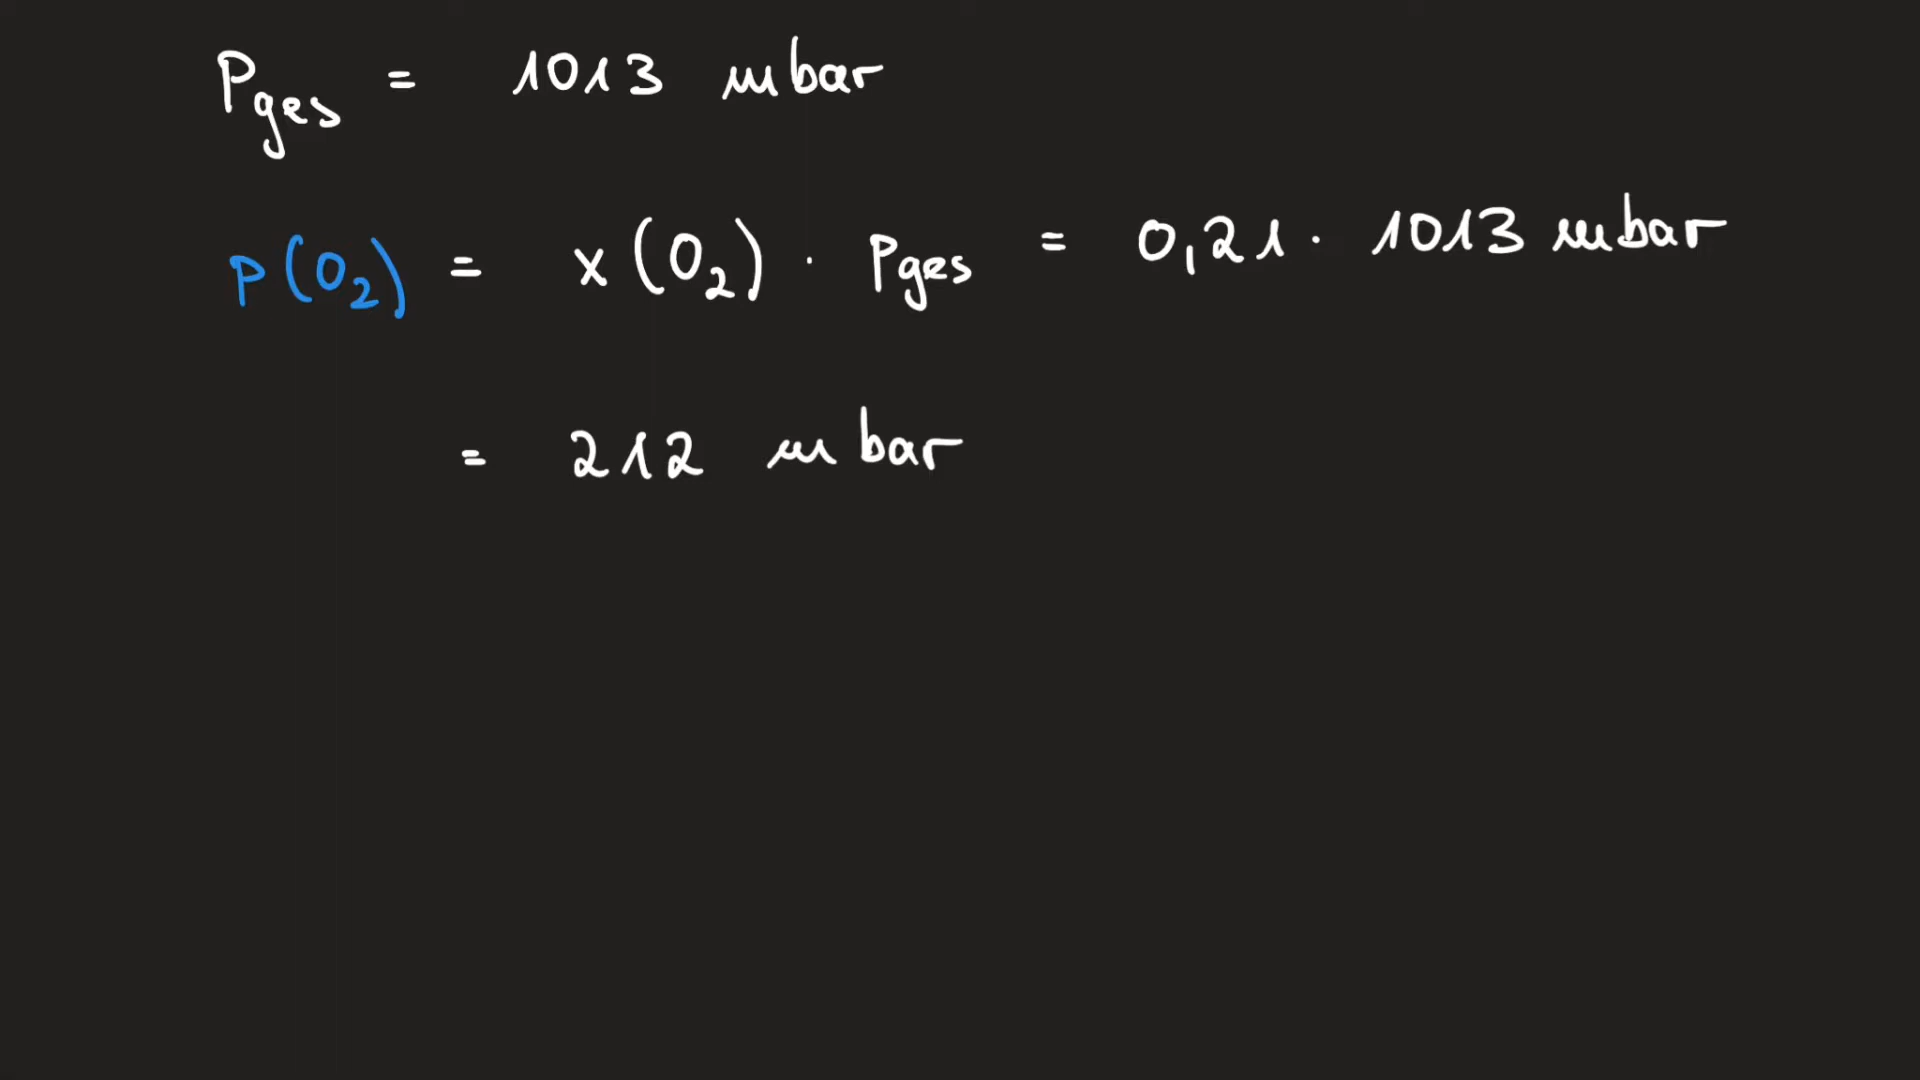 Pges = 1013 mbar
p(O₂) = x(O₂) · Pges = 0,21 · 1013 mbar
= 212 mbar